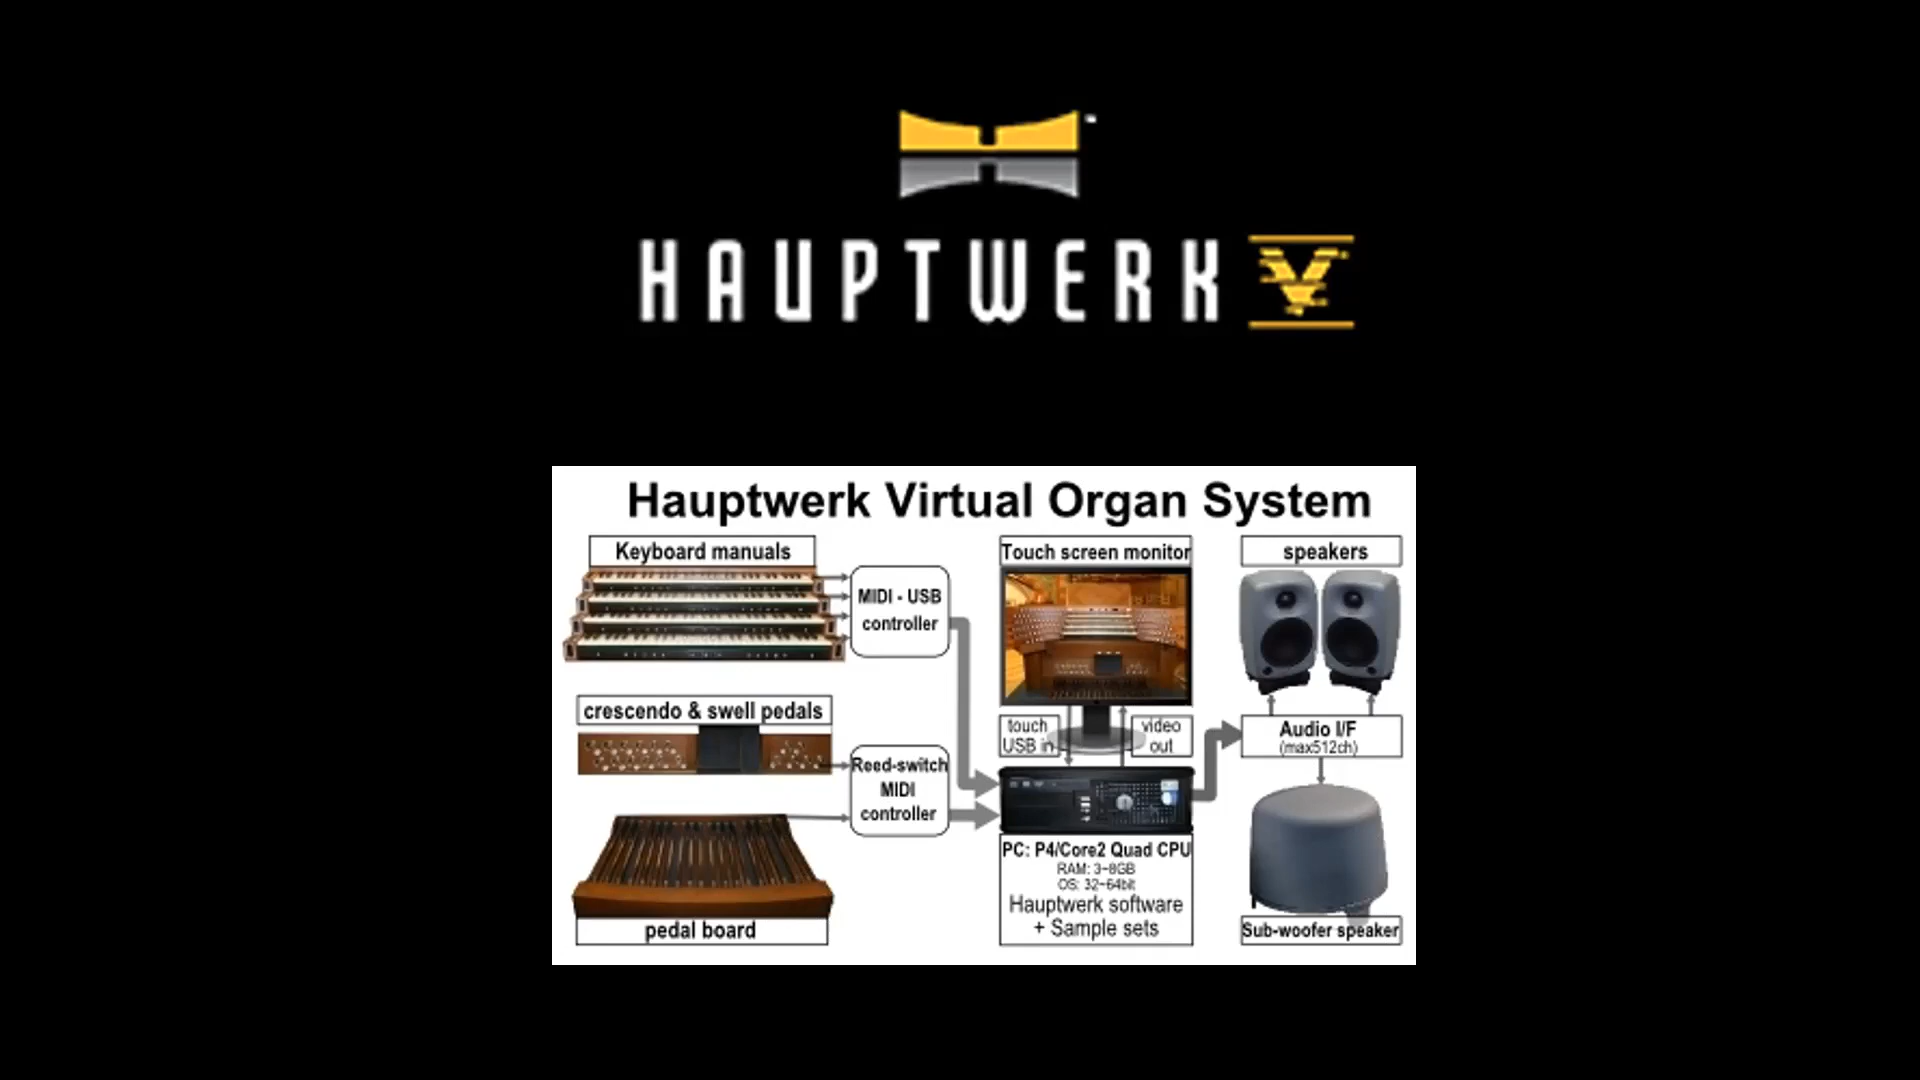 HAUPTWERK V
Hauptwerk Virtual Organ System
Keyboard manuals
MIDI - USB
controller
crescendo & swell pedals
Reed-switch
MIDI
controller
pedal board
Touch screen monitor
touch
USB in
video
out
PC: P4/Core2 Quad CPU
RAM: 3~8GB
OS: 32~64bit
Hauptwerk software
+ Sample sets
speakers
Audio I/F
(max512ch)
Sub-woofer speaker